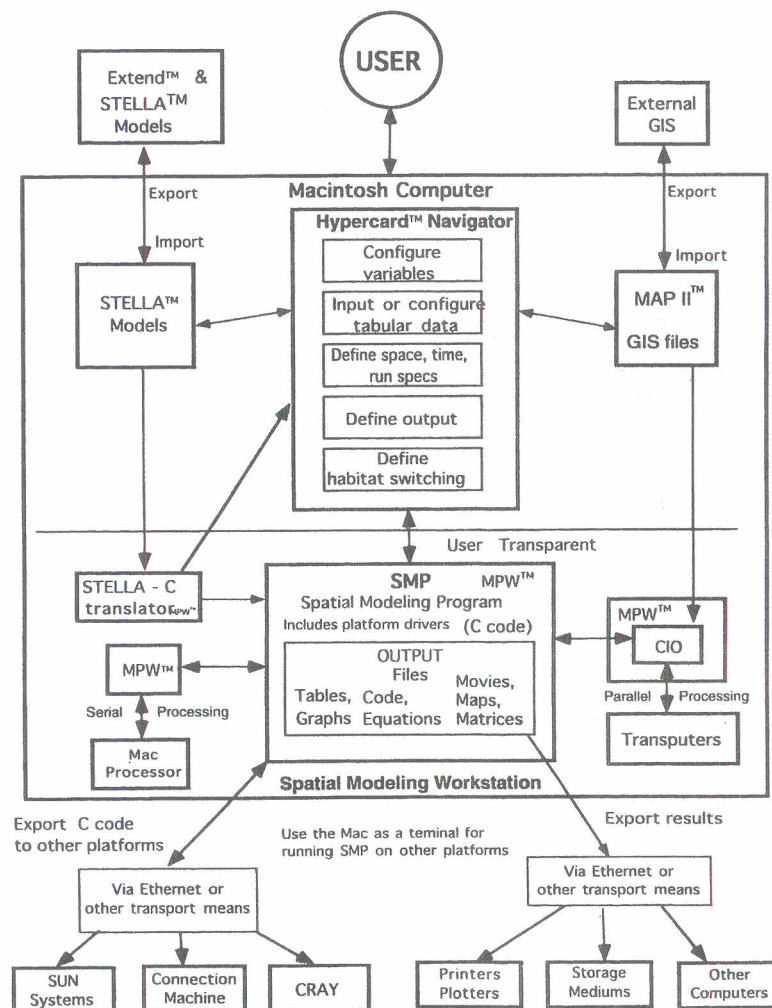 USER
Extend™ &
STELLA™
Models
External
GIS
Export
Import
Macintosh Computer
Export
Import
Hypercard™ Navigator
Configure
variables
Input or configure
tabular data
Define space, time,
run specs
Define output
Define
habitat switching
STELLA™
Models
MAP II™
GIS files
User Transparent
STELLA - C
translator MPW™
SMP MPW™
Spatial Modeling Program
Includes platform drivers (C code)
OUTPUT
Files
Tables,
Graphs
Code,
Equations
Movies,
Maps,
Matrices
MPW™
Serial Processing
Mac
Processor
MPW™
CIO
Parallel Processing
Transputers
Spatial Modeling Workstation
Export C code
to other platforms
Use the Mac as a teminal for
running SMP on other platforms
Export results
Via Ethernet or
other transport means
Via Ethernet or
other transport means
SUN
Systems
Connection
Machine
CRAY
Printers
Plotters
Storage
Mediums
Other
Computers